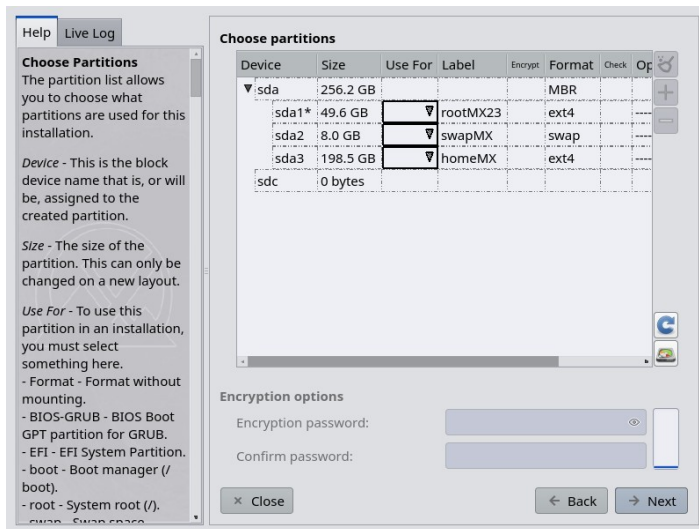 Help
Live Log
Choose Partitions
The partition list allows
you to choose what
partitions are used for this
installation.
Device - This is the block
device name that is, or will
be, assigned to the
created partition.
Size - The size of the
partition. This can only be
changed on a new layout.
Use For - To use this
partition in an installation,
you must select
something here.
- Format - Format without
mounting.
- BIOS-GRUB - BIOS Boot
GPT partition for GRUB.
- EFI - EFI System Partition.
- boot - Boot manager (/
boot).
- root - System root (/).
- swap - Swap space.
Choose partitions
Device Size Use For Label Encrypt Format Check Op
sda 256.2 GB MBR
sda1* 49.6 GB rootMX23 ext4 ----
sda2 8.0 GB swapMX swap ----
sda3 198.5 GB homeMX ext4 ----
sdc 0 bytes
Encryption options
Encryption password:
Confirm password:
Close
Back
Next